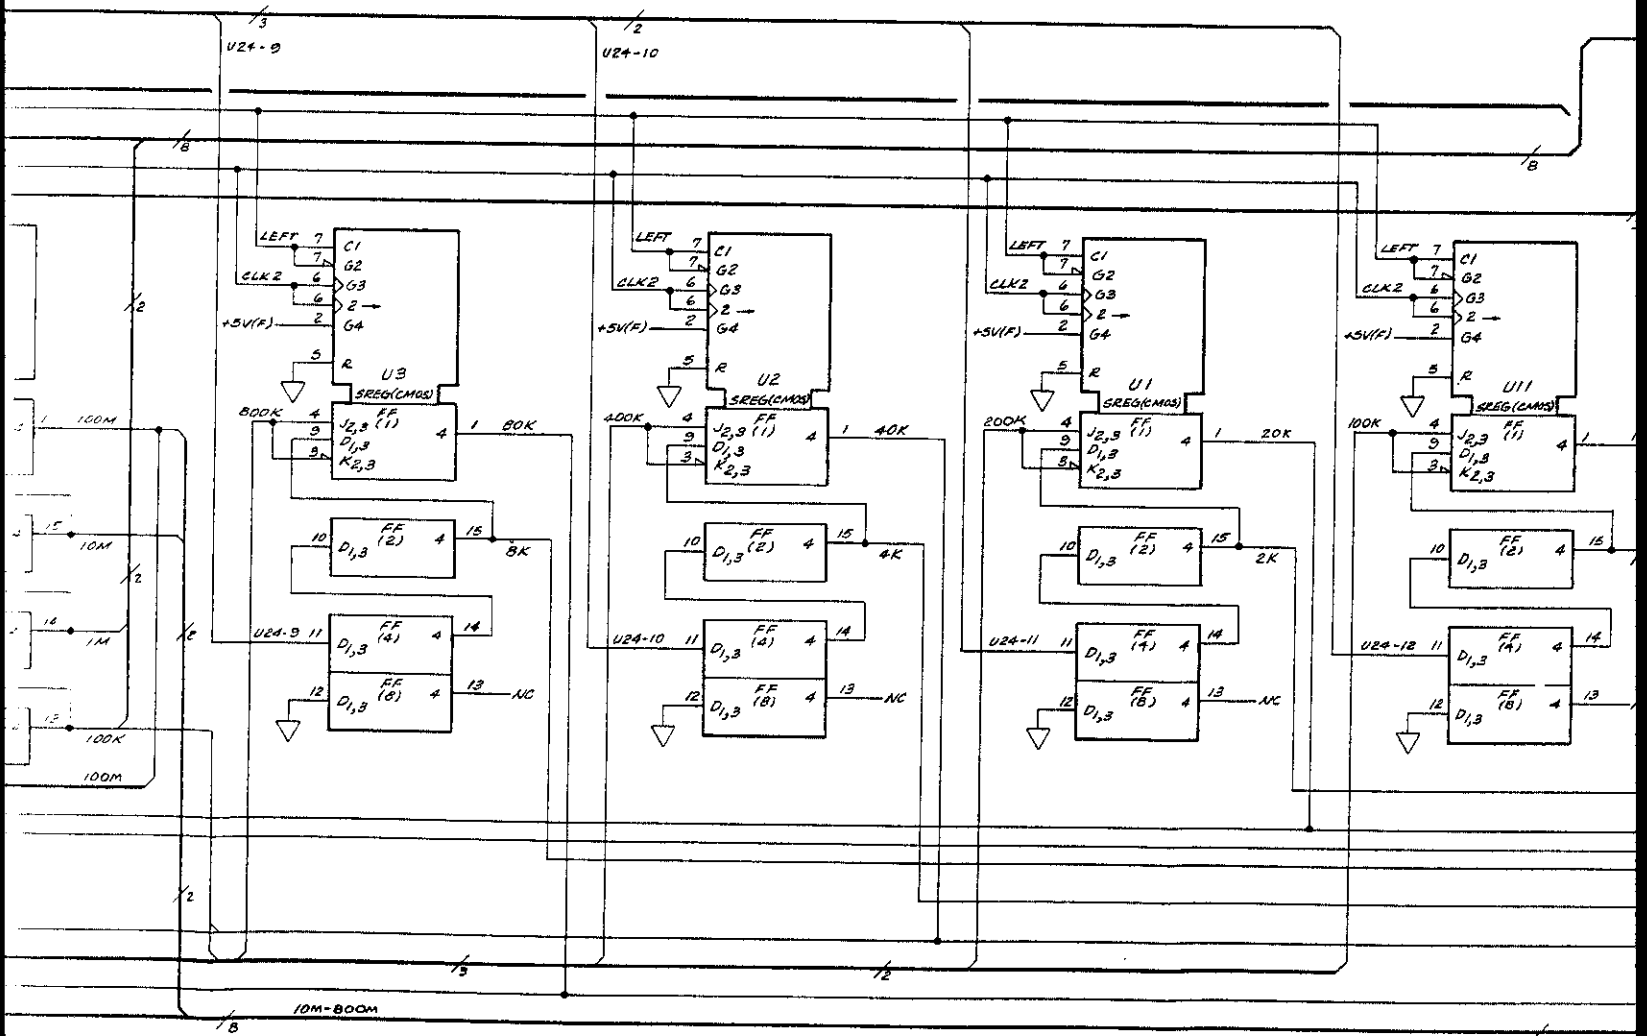 3
2
U24-9
U24-10
8
8
LEFT 7 C1
7 G2
CLK2 6 G3
6 2 →
+5V(F) 2 G4
5 R
U3
SREG(CMOS)
800K 4 J2,3 FF (1) 4 1 80K
9 D1,3
3 K2,3
10 D1,3 FF (2) 4 15 8K
U24-9 11 D1,3 FF (4) 4 14
12 D1,3 FF (8) 4 13 NC
LEFT 7 C1
7 G2
CLK2 6 G3
6 2 →
+5V(F) 2 G4
5 R
U2
SREG(CMOS)
400K 4 J2,3 FF (1) 4 1 40K
9 D1,3
3 K2,3
10 D1,3 FF (2) 4 15 4K
U24-10 11 D1,3 FF (4) 4 14
12 D1,3 FF (8) 4 13 NC
LEFT 7 C1
7 G2
CLK2 6 G3
6 2 →
+5V(F) 2 G4
5 R
U1
SREG(CMOS)
200K 4 J2,3 FF (1) 4 1 20K
9 D1,3
3 K2,3
10 D1,3 FF (2) 4 15 2K
U24-11 11 D1,3 FF (4) 4 14
12 D1,3 FF (8) 4 13 NC
LEFT 7 C1
7 G2
CLK2 6 G3
6 2 →
+5V(F) 2 G4
5 R
U11
SREG(CMOS)
100K 4 J2,3 FF (1) 4 1
9 D1,3
3 K2,3
10 D1,3 FF (2) 4 15
U24-12 11 D1,3 FF (4) 4 14
12 D1,3 FF (8) 4 13
2
1 100M
15 10M
2
14 1M
2
13 100K
100M
2
3
2
10M-800M
8